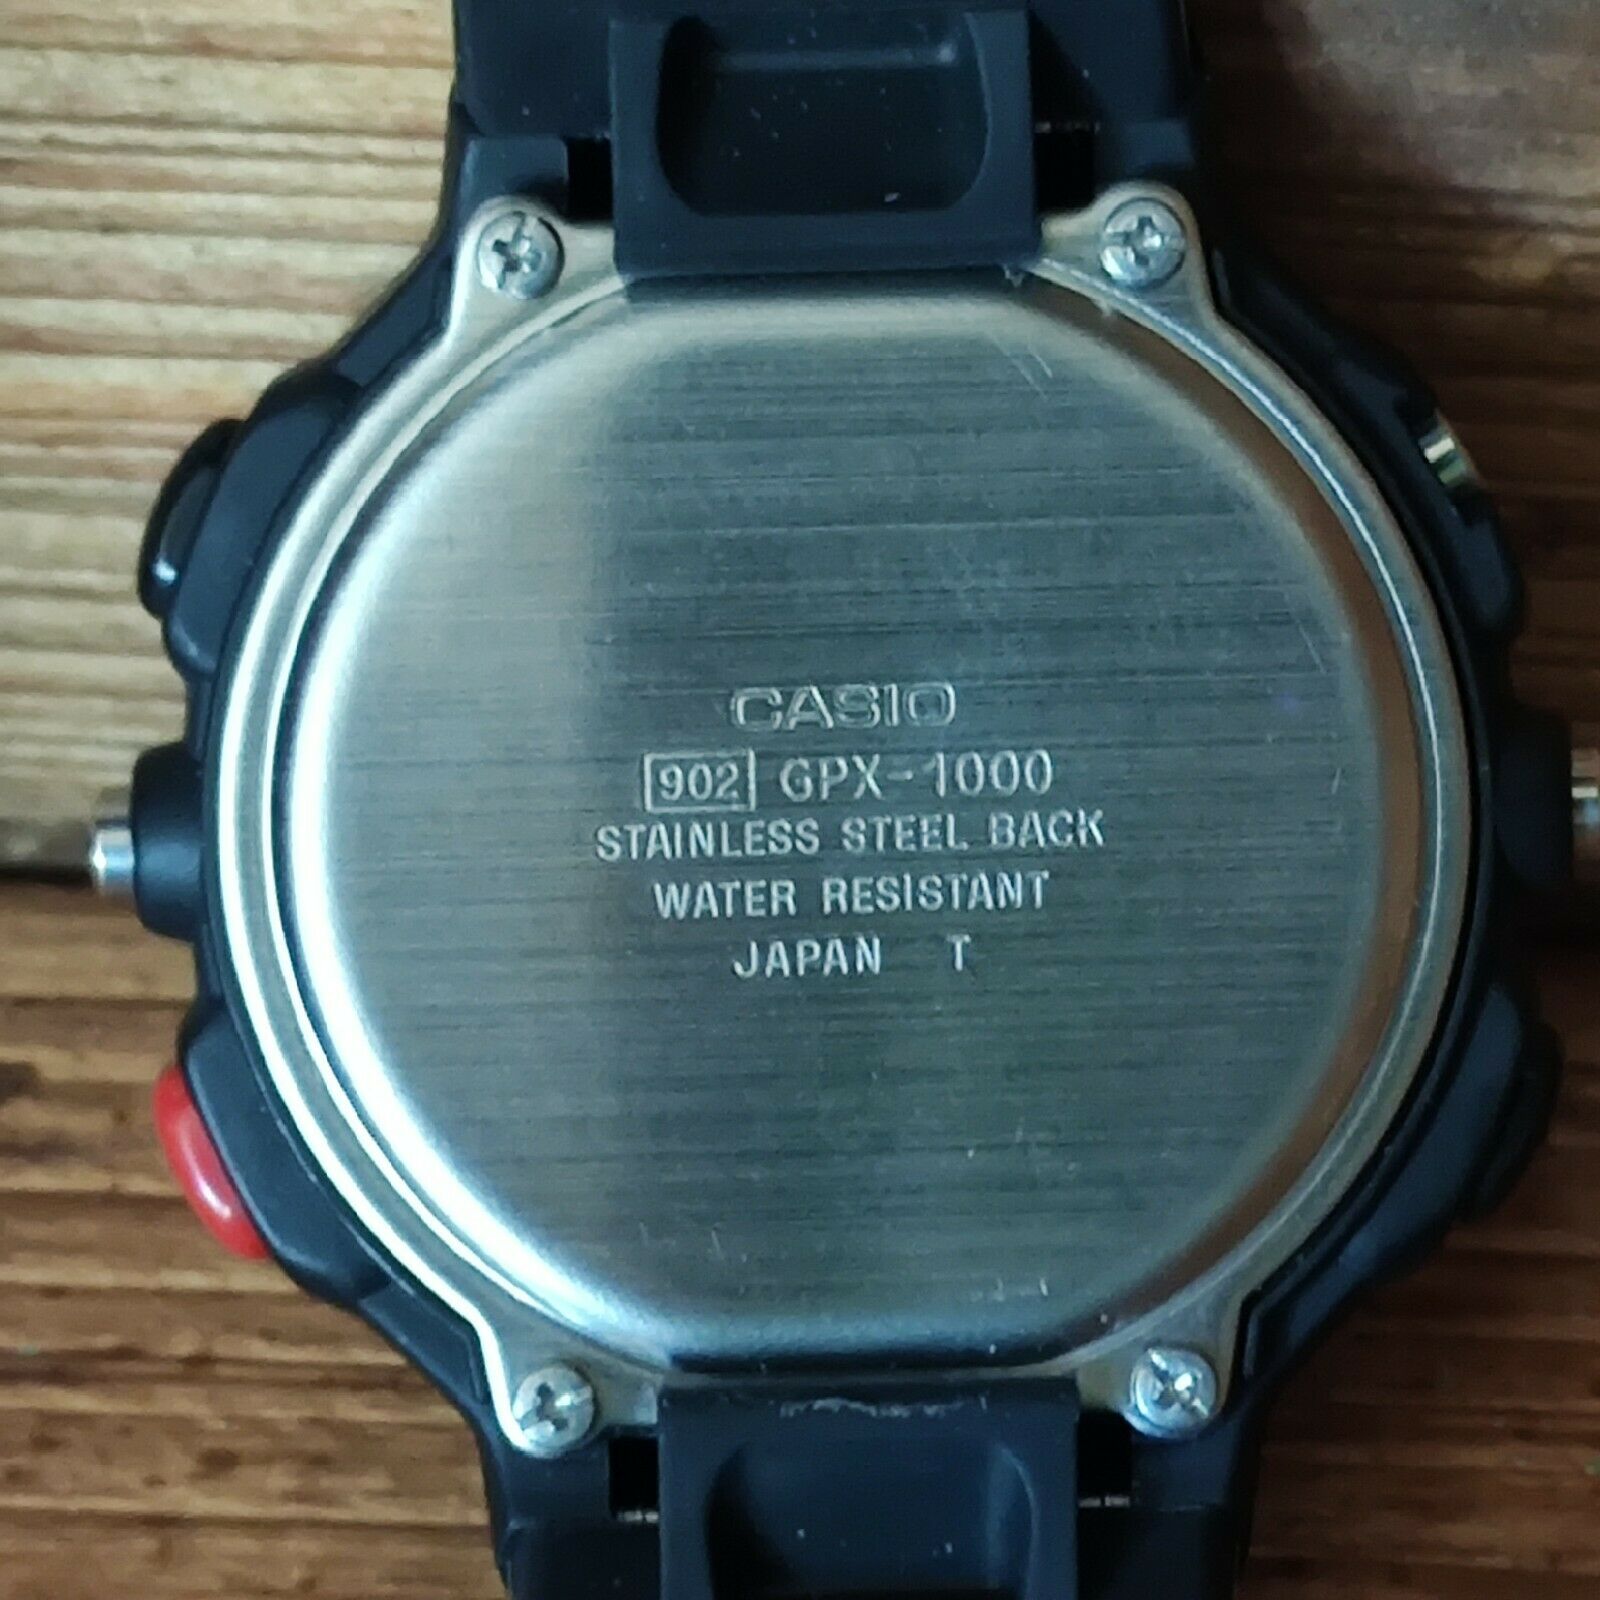 CASIO
902 GPX-1000
STAINLESS STEEL BACK
WATER RESISTANT
JAPAN T